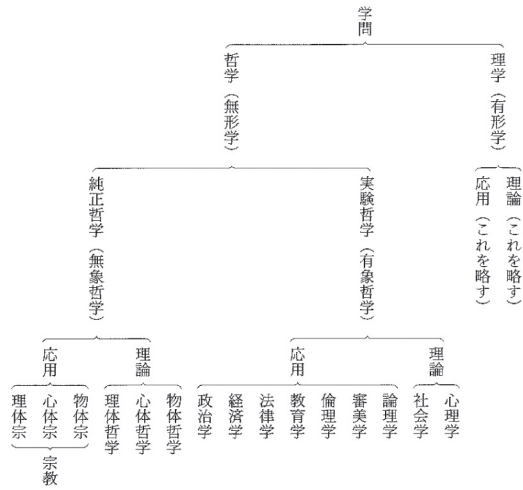 学問
理学（有形学）
哲学（無形学）
理論（これを略す）
応用（これを略す）
実験哲学（有象哲学）
純正哲学（無象哲学）
理論
応用
理論
応用
心理学
社会学
論理学
審美学
倫理学
教育学
法律学
経済学
政治学
物体哲学
心体哲学
理体哲学
物体宗
心体宗
理体宗
宗教